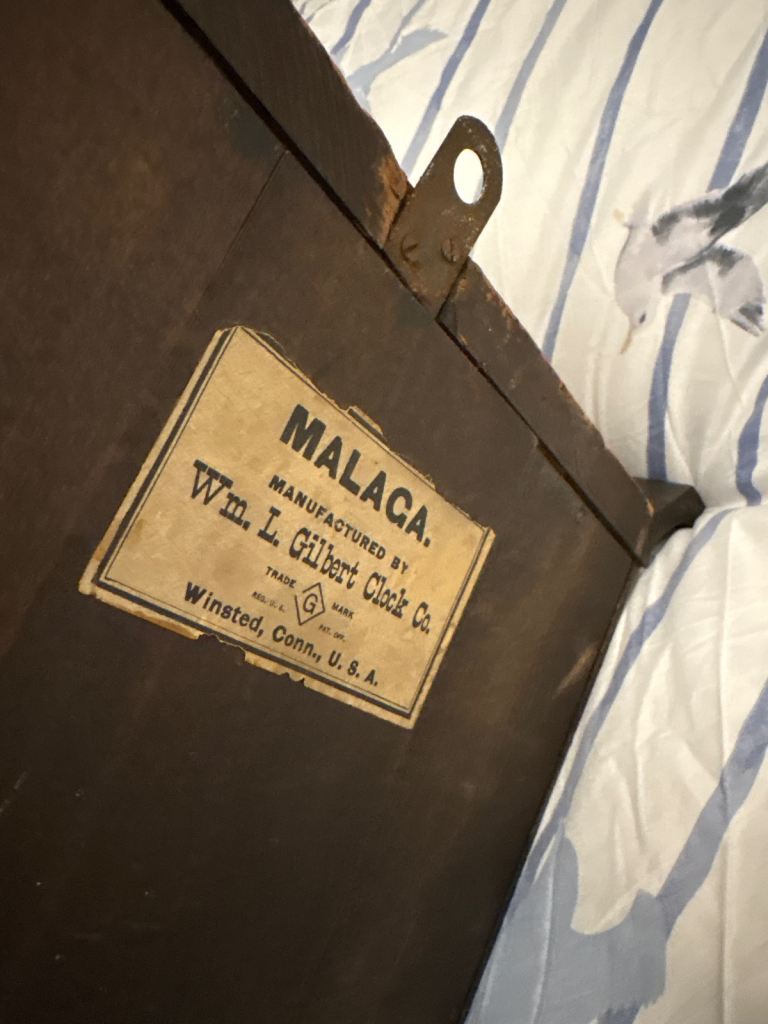 MALAGA.
MANUFACTURED BY
Wm. L. Gilbert Clock Co.
TRADE G MARK
REG. U. S. PAT. OFF.
Winsted, Conn., U. S. A.